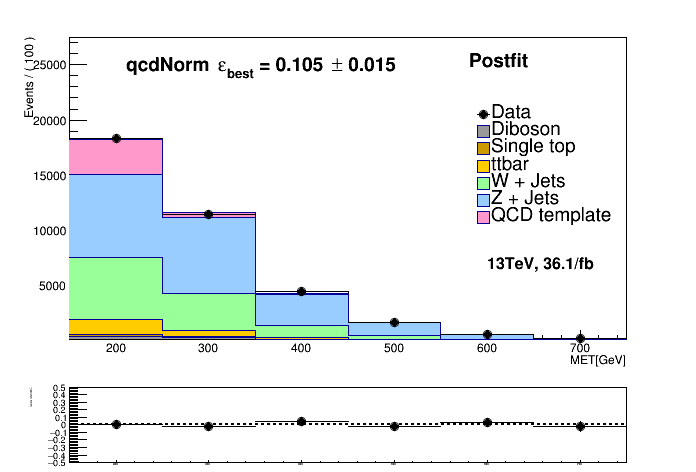 qcdNorm εbest = 0.105 ± 0.015
Postfit
Events / ( 100 )
25000
20000
15000
10000
5000
Data
Diboson
Single top
ttbar
W + Jets
Z + Jets
QCD template
13TeV, 36.1/fb
200 300 400 500 600 700
MET[GeV]
0.5
0.4
0.3
0.2
0.1
0
−0.1
−0.2
−0.3
−0.4
−0.5